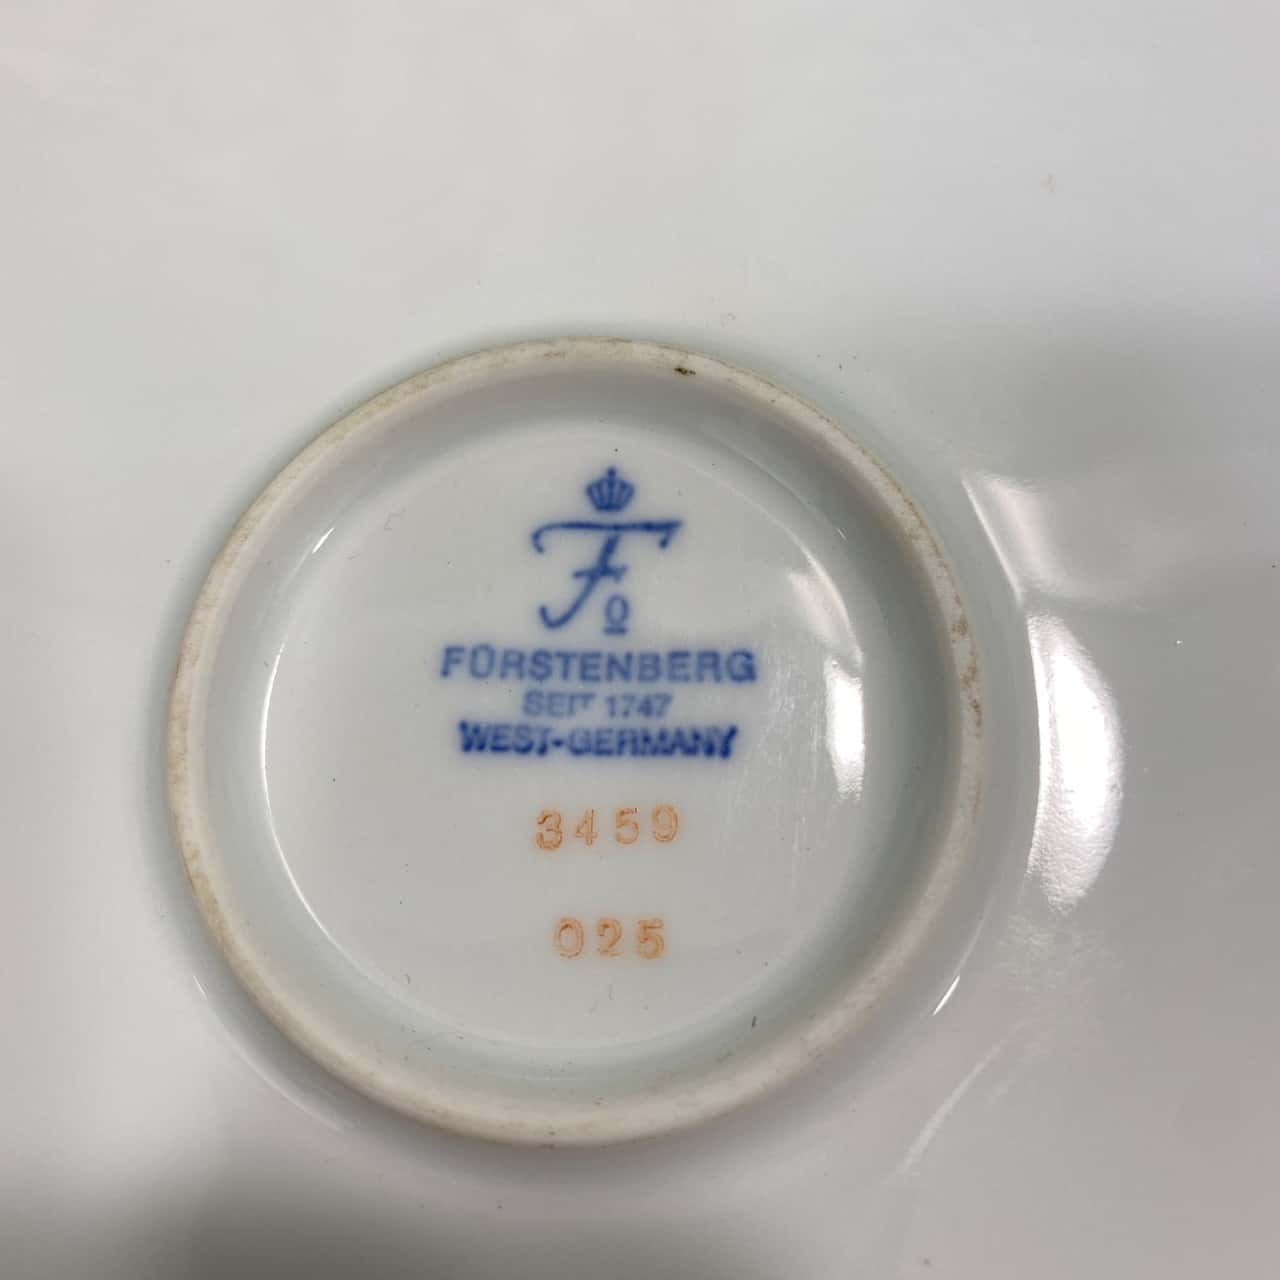 F
o
FÜRSTENBERG
SEIT 1747
WEST-GERMANY
3459
025